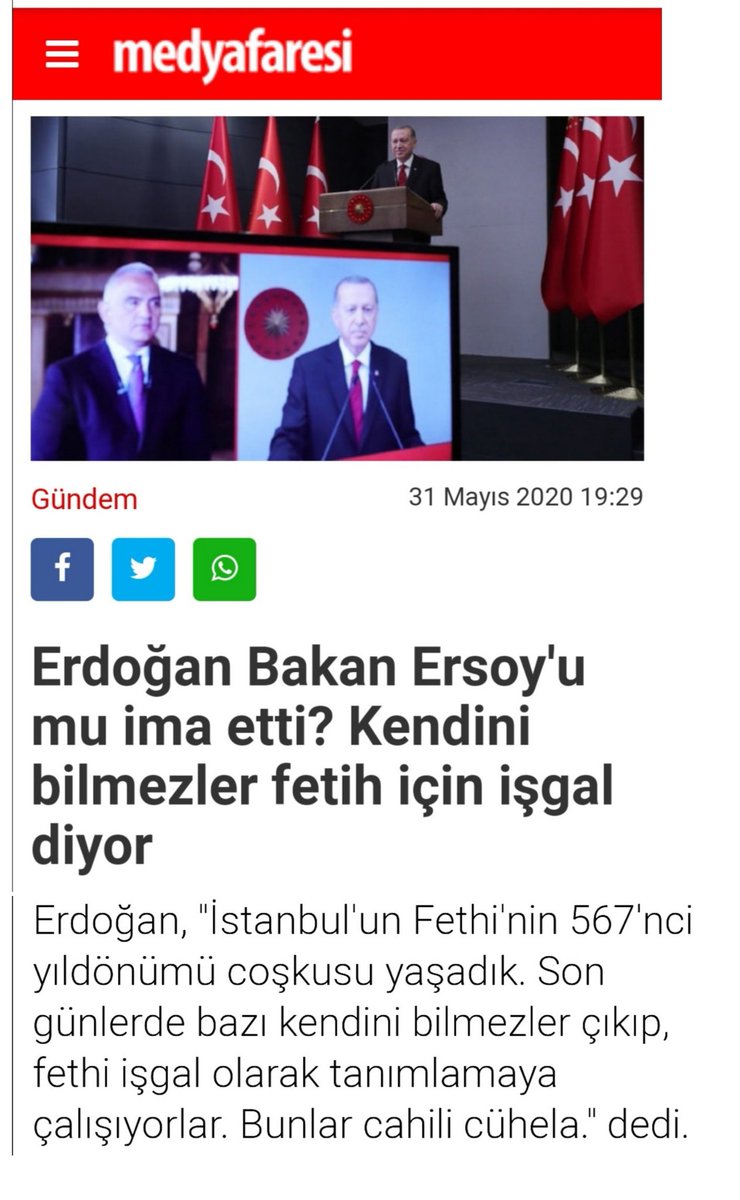 medyafaresi
Gündem
31 Mayıs 2020 19:29
Erdoğan Bakan Ersoy'u
mu ima etti? Kendini
bilmezler fetih için işgal
diyor
Erdoğan, "İstanbul'un Fethi'nin 567'nci
yıldönümü coşkusu yaşadık. Son
günlerde bazı kendini bilmezler çıkıp,
fethi işgal olarak tanımlamaya
çalışıyorlar. Bunlar cahili cühela." dedi.